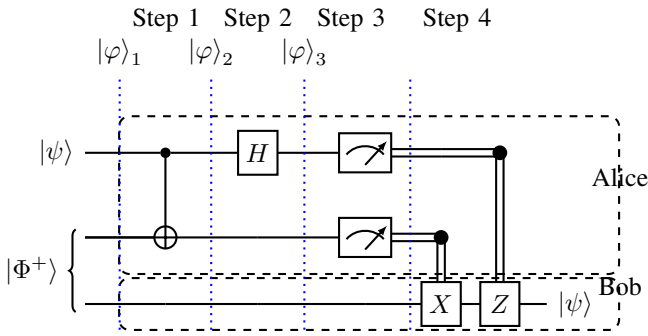 Step 1 Step 2 Step 3 Step 4
|φ⟩₁ |φ⟩₂ |φ⟩₃
|ψ⟩ H
Alice
|Φ⁺⟩
Bob
X Z |ψ⟩